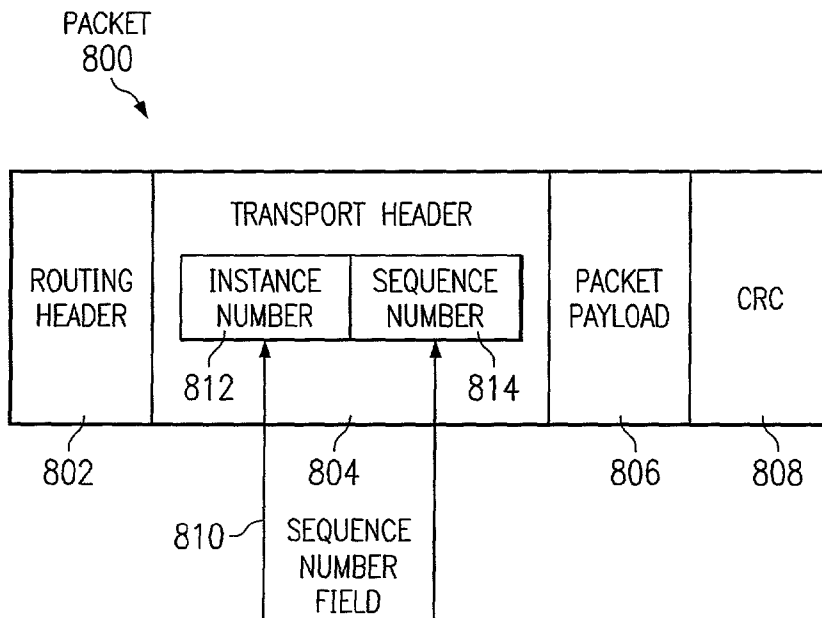 PACKET
800
TRANSPORT HEADER
ROUTING
HEADER
INSTANCE
NUMBER
SEQUENCE
NUMBER
PACKET
PAYLOAD
CRC
812
814
802
804
806
808
810
SEQUENCE
NUMBER
FIELD